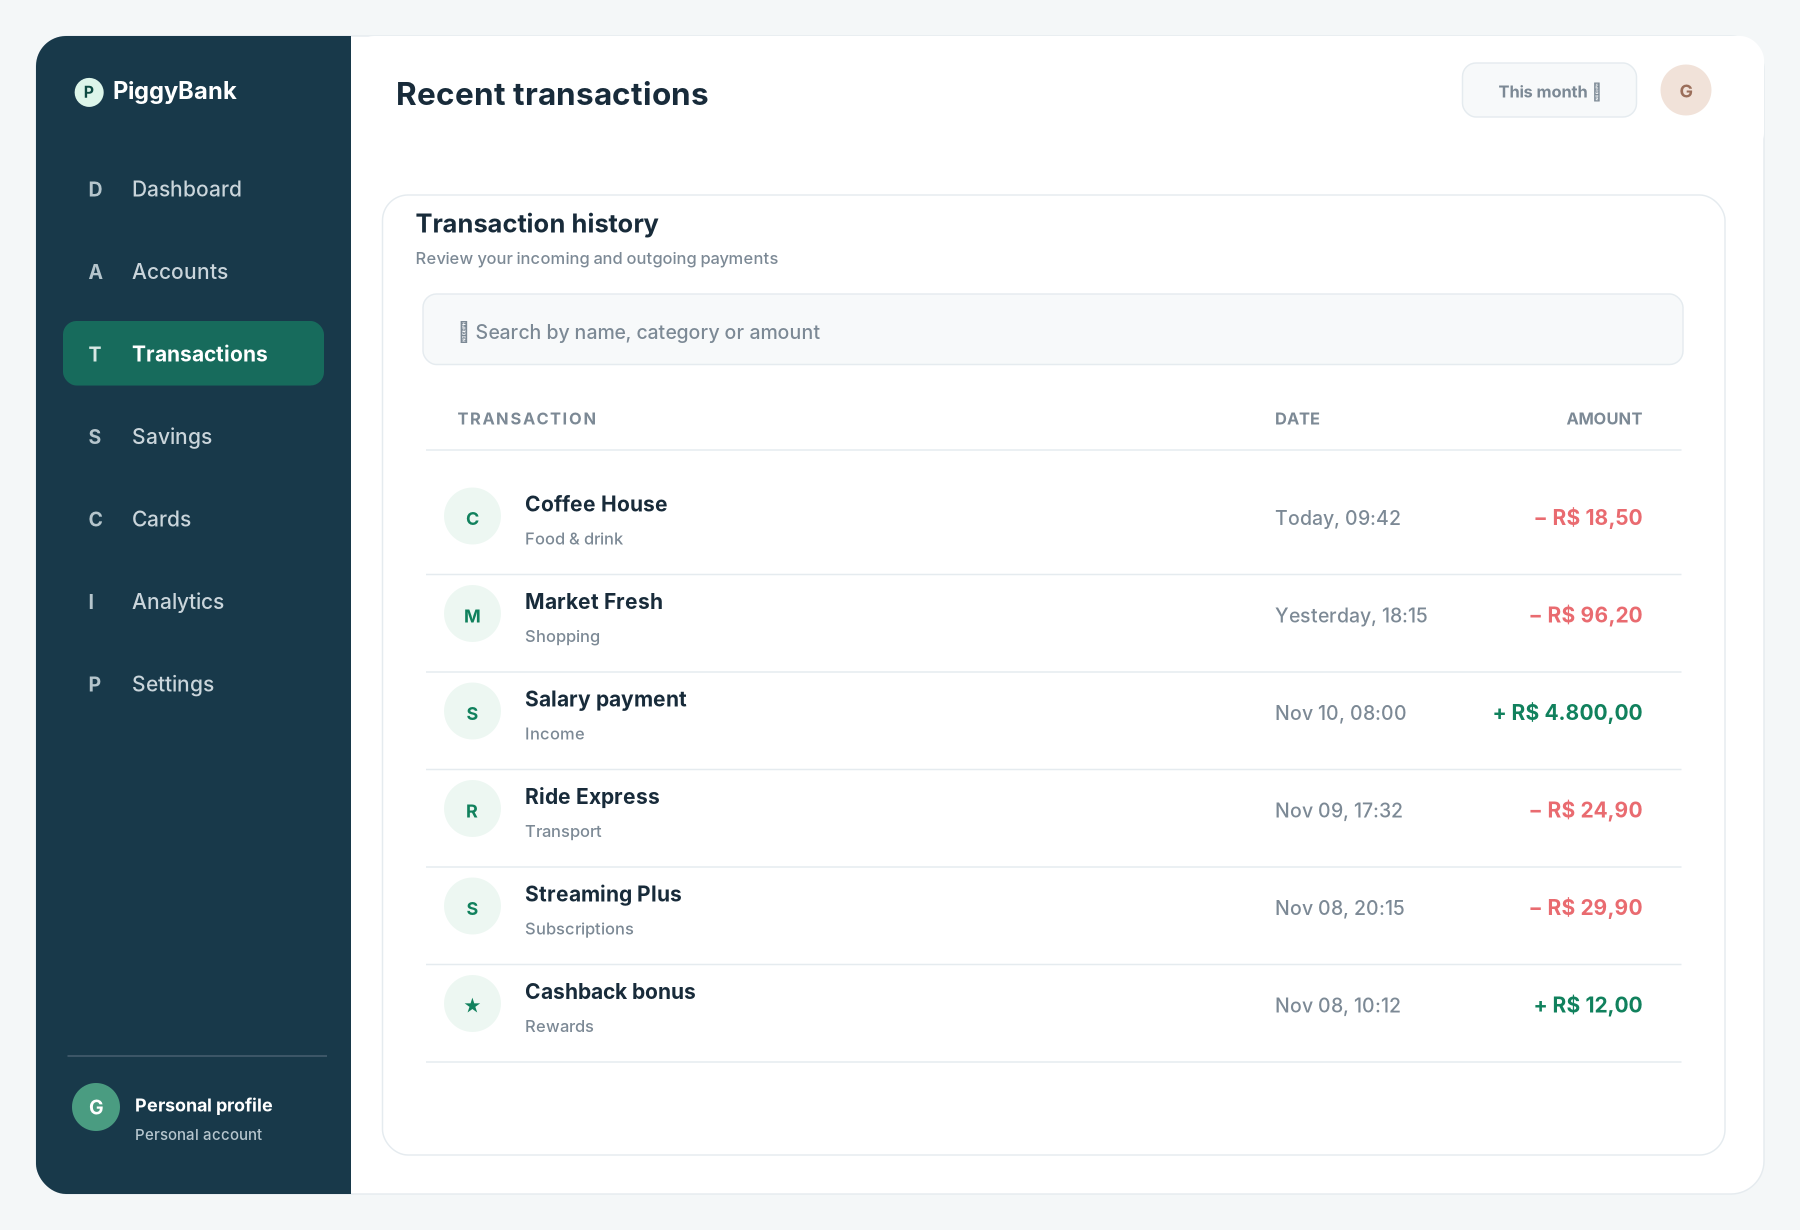 P PiggyBank
Recent transactions
This month
G
D Dashboard
A Accounts
T Transactions
S Savings
C Cards
I Analytics
P Settings
G
Personal profile
Personal account
Transaction history
Review your incoming and outgoing payments
Search by name, category or amount
TRANSACTION DATE AMOUNT
C Coffee House Today, 09:42 – R$ 18,50
Food & drink
M Market Fresh Yesterday, 18:15 – R$ 96,20
Shopping
S Salary payment Nov 10, 08:00 + R$ 4.800,00
Income
R Ride Express Nov 09, 17:32 – R$ 24,90
Transport
S Streaming Plus Nov 08, 20:15 – R$ 29,90
Subscriptions
★ Cashback bonus Nov 08, 10:12 + R$ 12,00
Rewards